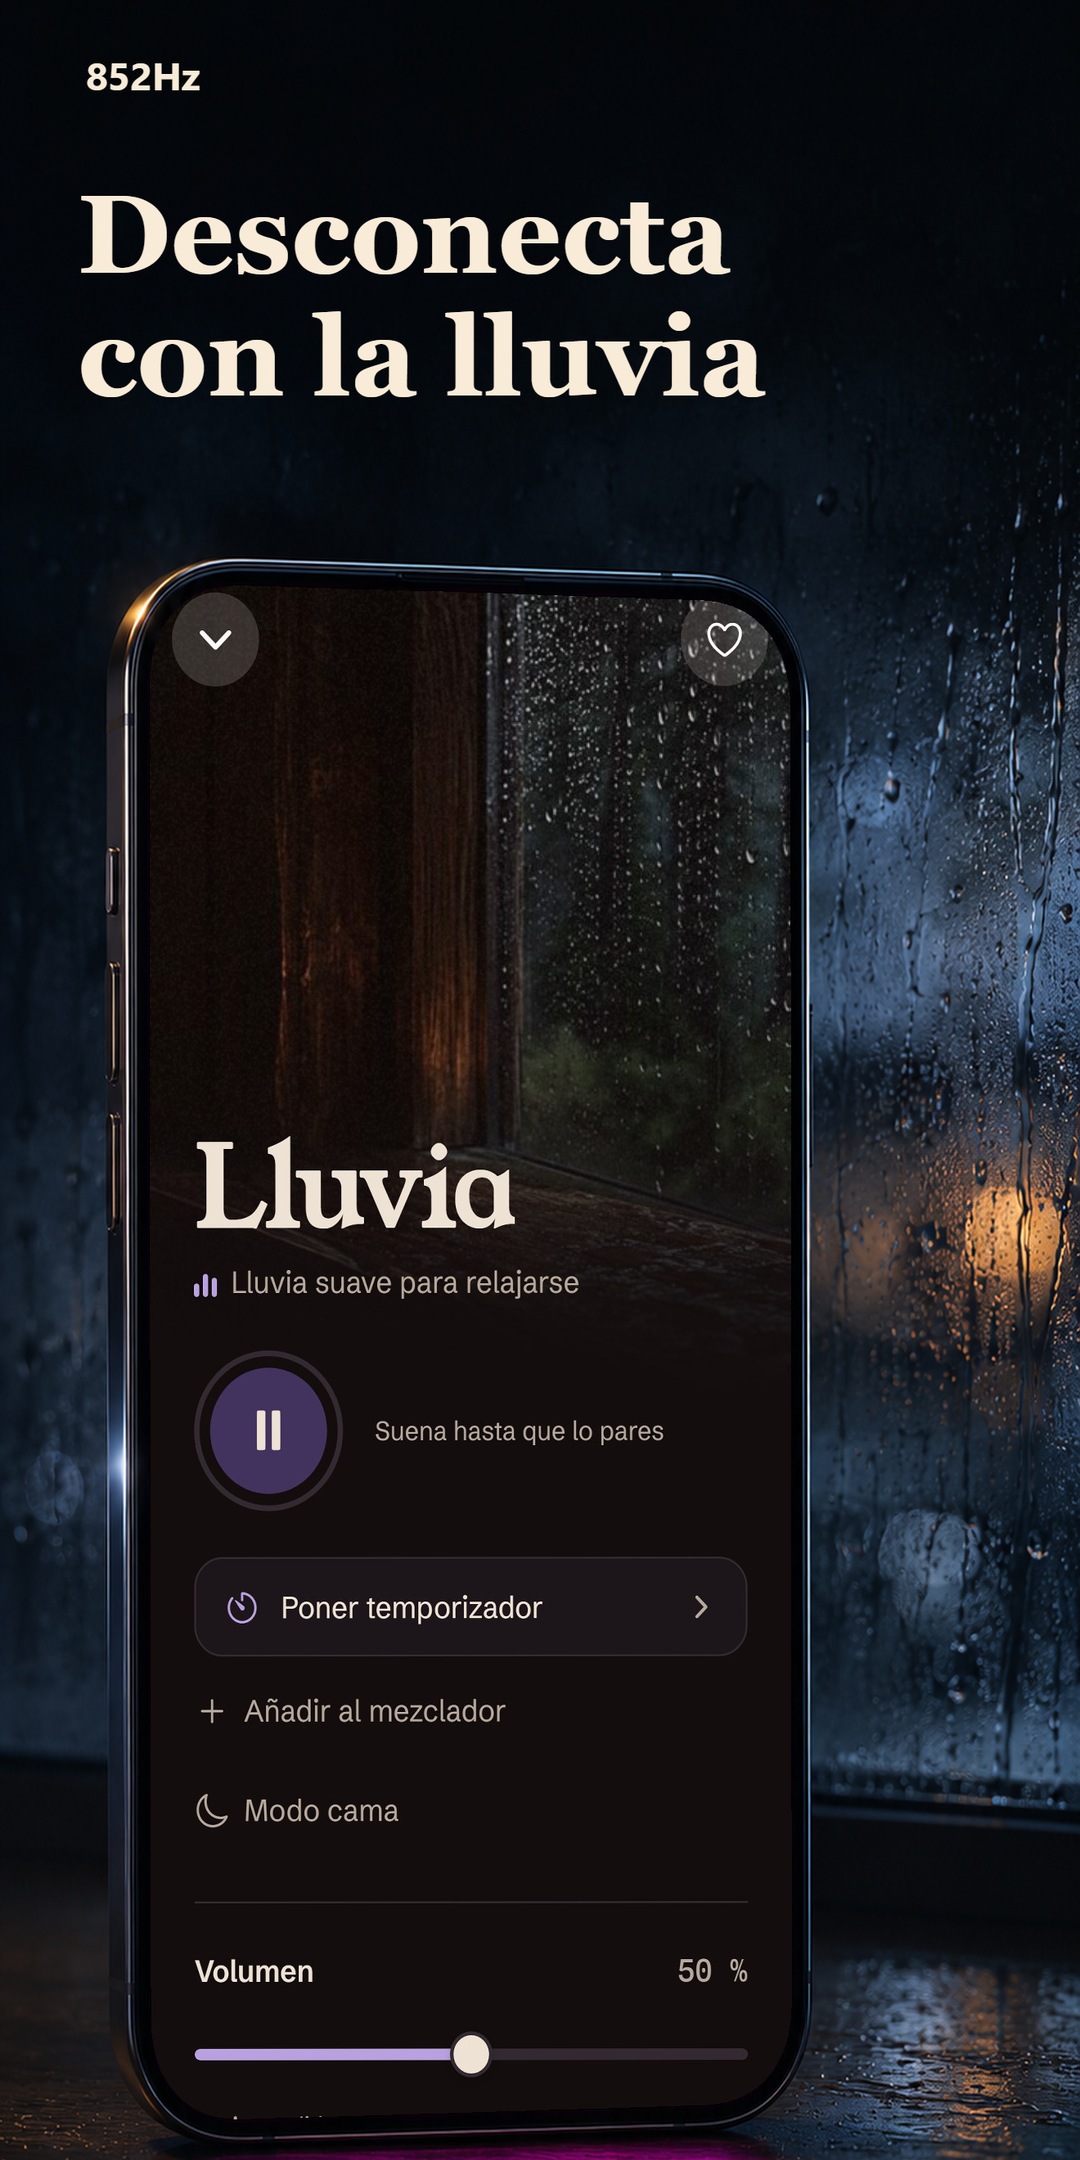 852Hz
Desconecta
con la lluvia
Lluvia
Lluvia suave para relajarse
Suena hasta que lo pares
Poner temporizador
Añadir al mezclador
Modo cama
Volumen
50 %